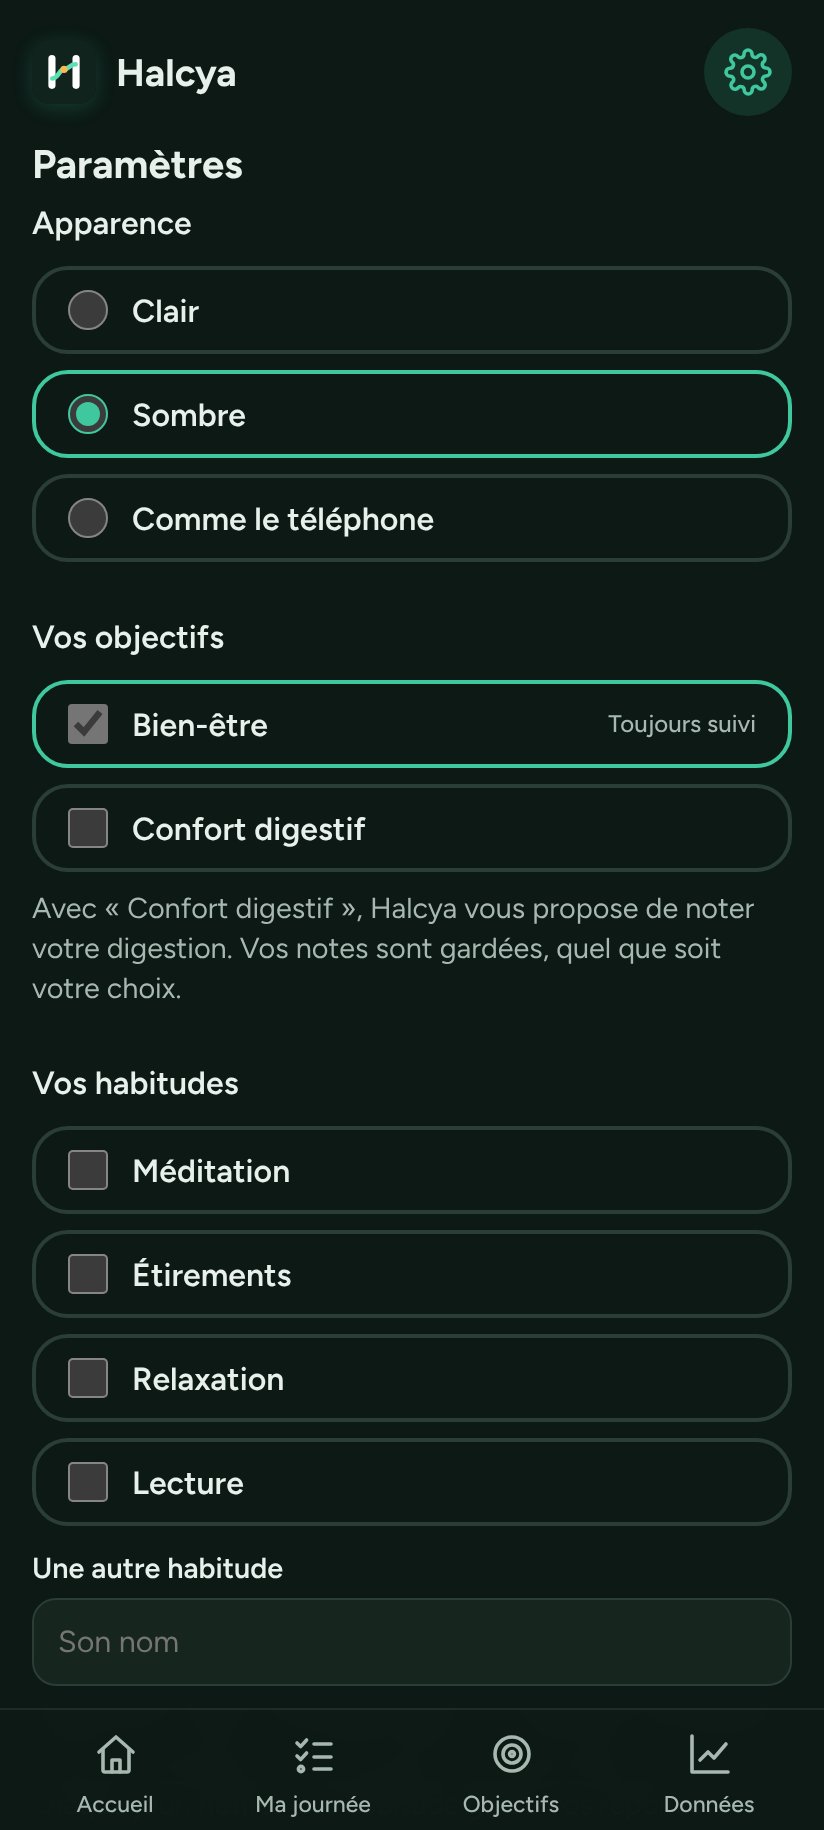 Halcya
Paramètres
Apparence
Clair
Sombre
Comme le téléphone
Vos objectifs
Bien-être
Toujours suivi
Confort digestif
Avec « Confort digestif », Halcya vous propose de noter
votre digestion. Vos notes sont gardées, quel que soit
votre choix.
Vos habitudes
Méditation
Étirements
Relaxation
Lecture
Une autre habitude
Son nom
Accueil
Ma journée
Objectifs
Données